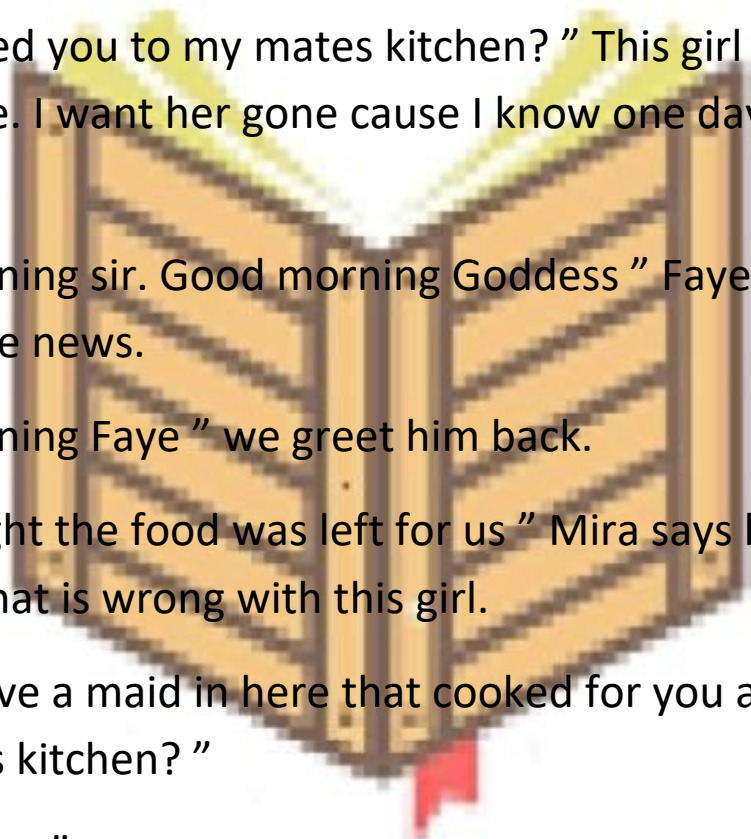 ed you to my mates kitchen? ” This girl
e. I want her gone cause I know one day
ning sir. Good morning Goddess ” Faye
e news.
ning Faye ” we greet him back.
ht the food was left for us ” Mira says
hat is wrong with this girl.
ve a maid in here that cooked for you a
s kitchen? ”